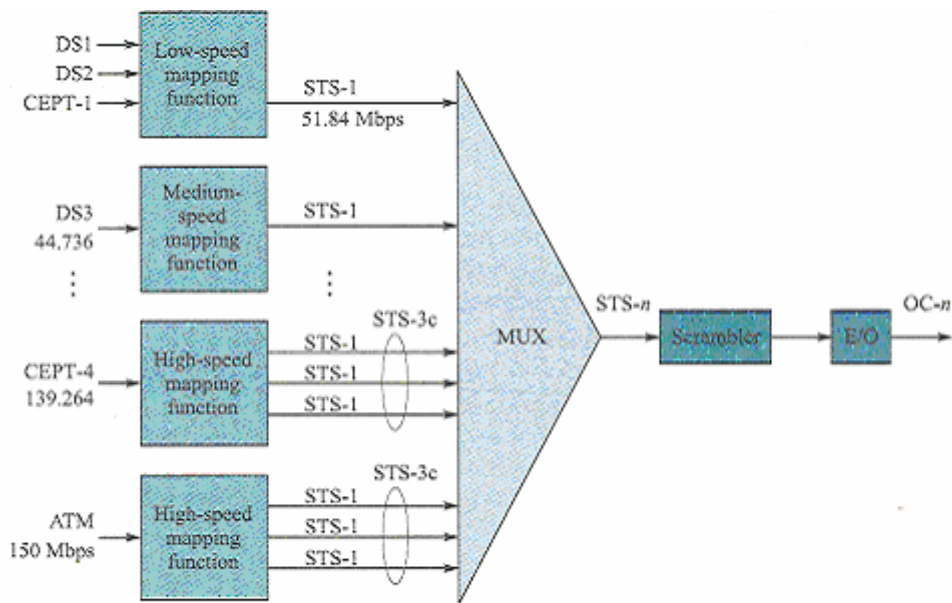 DS1
DS2
CEPT-1
Low-speed
mapping
function
STS-1
51.84 Mbps
DS3
44.736
Medium-
speed
mapping
function
STS-1
CEPT-4
139.264
High-speed
mapping
function
STS-3c
STS-1
STS-1
STS-1
ATM
150 Mbps
High-speed
mapping
function
STS-3c
STS-1
STS-1
STS-1
MUX
STS-n
Scrambler
E/O
OC-n